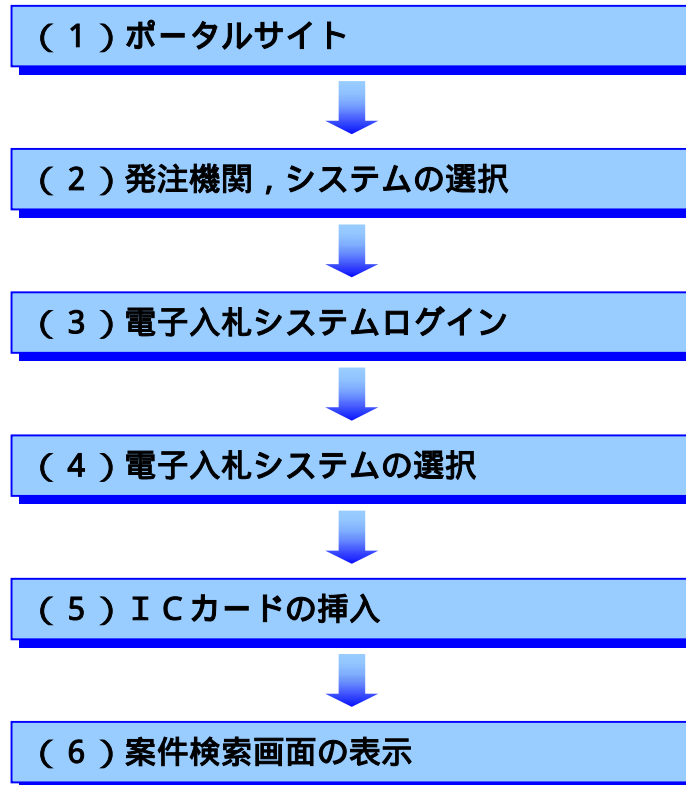 (１)ポータルサイト
(２)発注機関，システムの選択
(３)電子入札システムログイン
(４)電子入札システムの選択
(５)ＩＣカードの挿入
(６)案件検索画面の表示